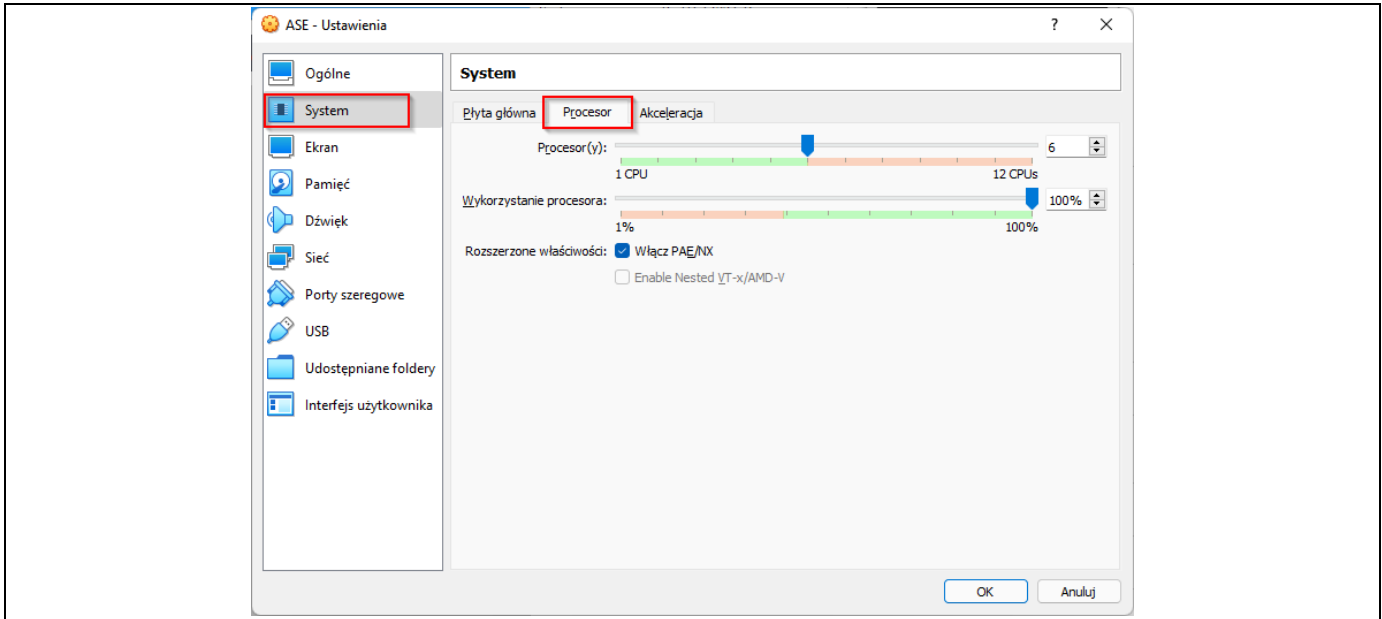 ASE - Ustawienia
?
Ogólne
System
Ekran
Pamięć
Dźwięk
Sieć
Porty szeregowe
USB
Udostępniane foldery
Interfejs użytkownika
System
Płyta główna Procesor Akceleracja
Procesor(y): 6
1 CPU 12 CPUs
Wykorzystanie procesora: 100%
1% 100%
Rozszerzone właściwości: Włącz PAE/NX
Enable Nested VT-x/AMD-V
OK Anuluj